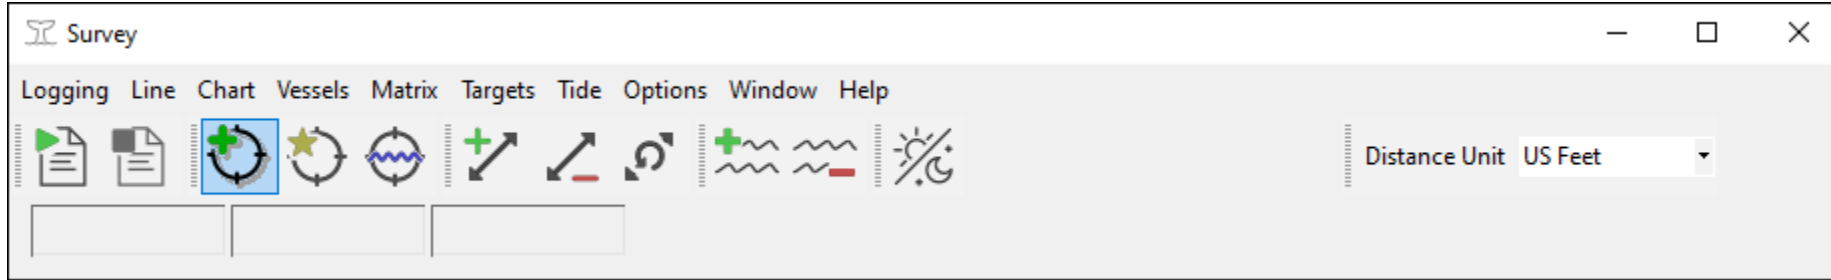 Survey
Logging Line Chart Vessels Matrix Targets Tide Options Window Help
Distance Unit US Feet